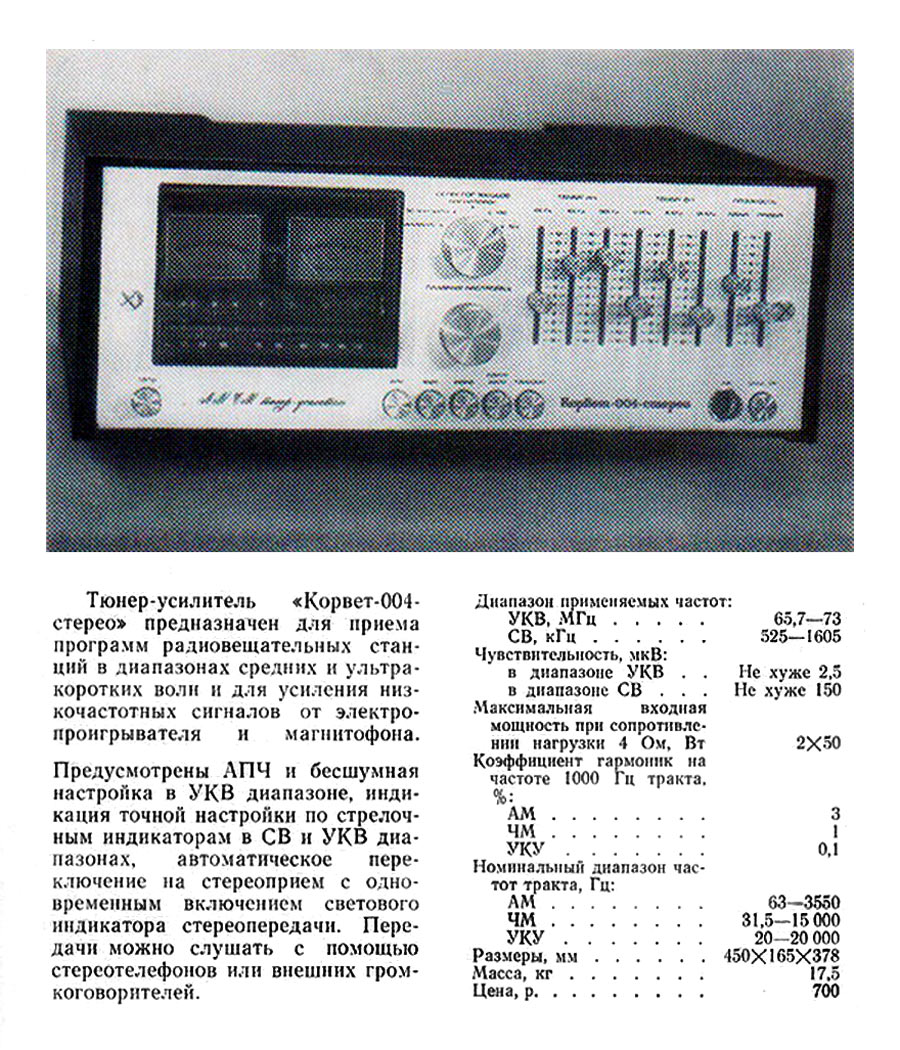 Корвет-004-стерео
Тюнер-усилитель «Корвет-004-
стерео» предназначен для приема
программ радиовещательных стан-
ций в диапазонах средних и ультра-
коротких волн и для усиления низ-
кочастотных сигналов от электро-
проигрывателя и магнитофона.
Предусмотрены АПЧ и бесшумная
настройка в УКВ диапазоне, инди-
кация точной настройки по стрелоч-
ным индикаторам в СВ и УКВ диа-
пазонах, автоматическое пере-
ключение на стереоприем с одно-
временным включением светового
индикатора стереопередачи. Пере-
дачи можно слушать с помощью
стереотелефонов или внешних гром-
коговорителей.
Диапазон применяемых частот:
УКВ, МГц . . . . . 65,7—73
СВ, кГц . . . . . . 525—1605
Чувствительность, мкВ:
в диапазоне УКВ . . Не хуже 2,5
в диапазоне СВ . . . Не хуже 150
Максимальная входная
мощность при сопротивле-
нии нагрузки 4 Ом, Вт 2×50
Коэффициент гармоник на
частоте 1000 Гц тракта,
%:
АМ . . . . . . . . 3
ЧМ . . . . . . . . 1
УКУ . . . . . . . 0,1
Номинальный диапазон час-
тот тракта, Гц:
АМ . . . . . . . . 63—3550
ЧМ . . . . . . . . 31,5—15 000
УКУ . . . . . . . 20—20 000
Размеры, мм . . . . . . 450×165×378
Масса, кг . . . . . . . 17,5
Цена, р. . . . . . . . . 700